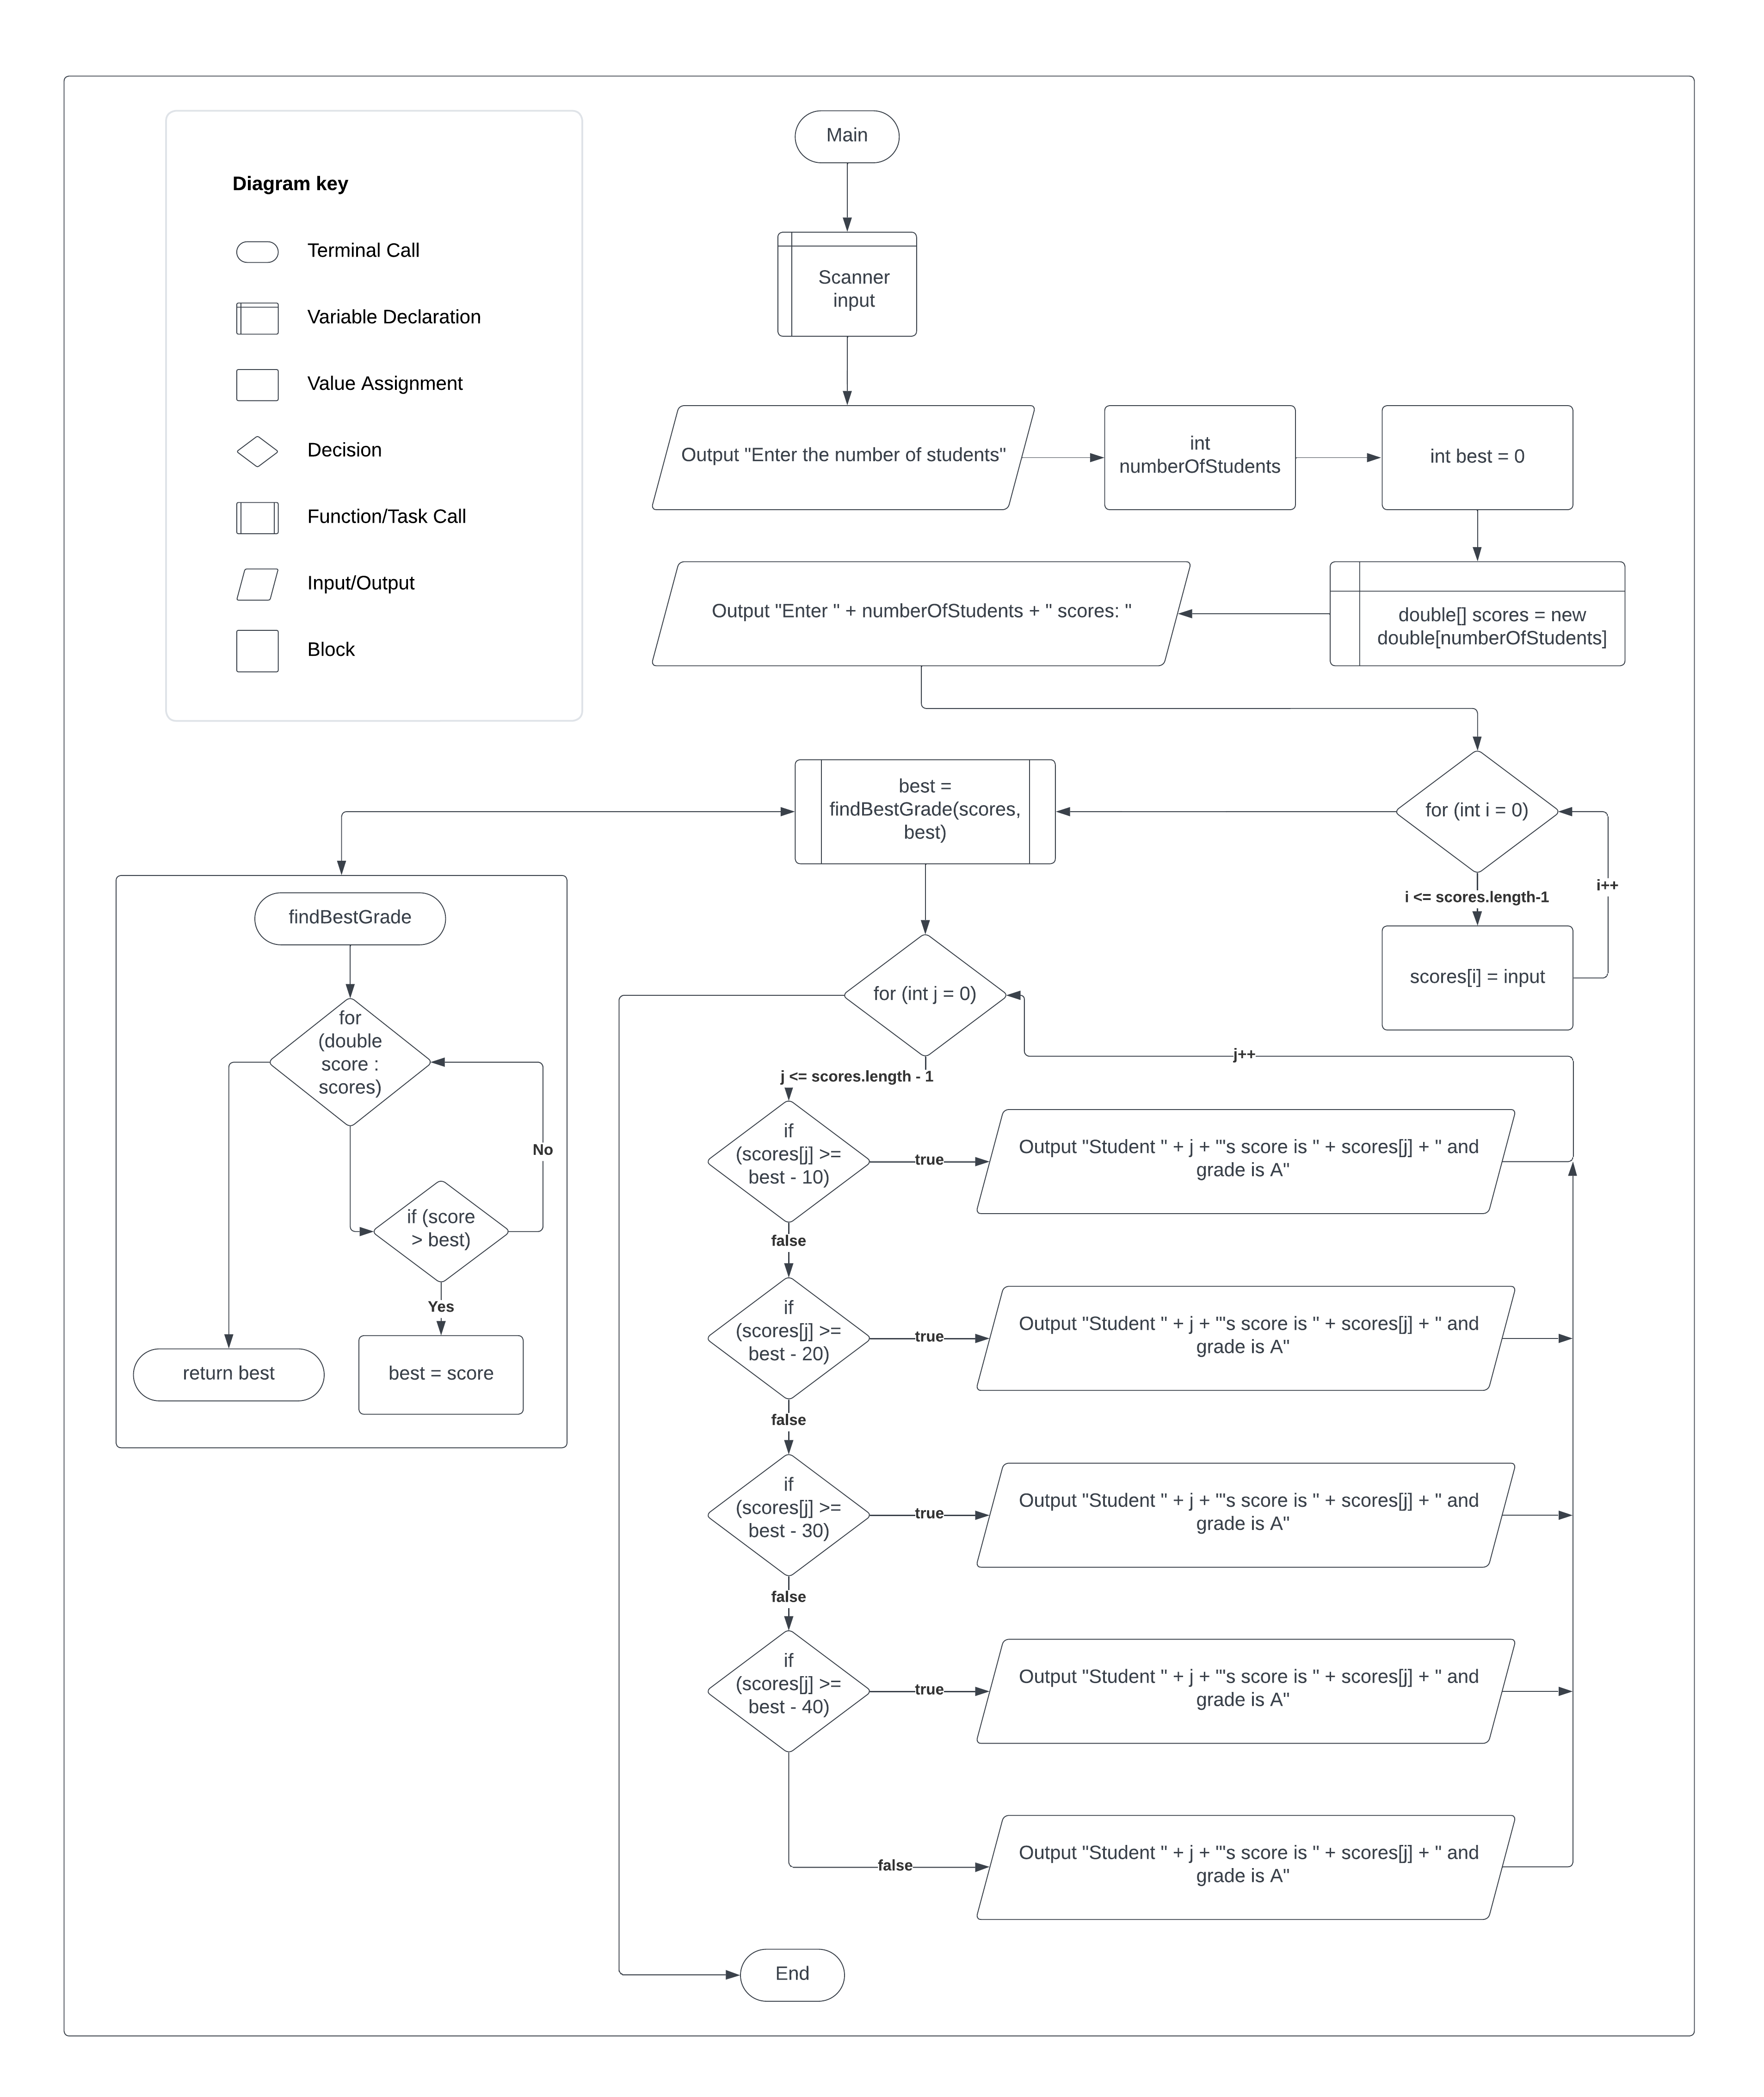 Diagram key
Terminal Call
Variable Declaration
Value Assignment
Decision
Function/Task Call
Input/Output
Block
Main
Scanner
input
Output "Enter the number of students"
int
numberOfStudents
int best = 0
double[] scores = new
double[numberOfStudents]
Output "Enter " + numberOfStudents + " scores: "
for (int i = 0)
i <= scores.length-1
i++
scores[i] = input
best =
findBestGrade(scores,
best)
findBestGrade
for
(double
score :
scores)
No
if (score
> best)
Yes
return best
best = score
for (int j = 0)
j++
j <= scores.length - 1
if
(scores[j] >=
best - 10)
true
Output "Student " + j + "'s score is " + scores[j] + " and
grade is A"
false
if
(scores[j] >=
best - 20)
true
Output "Student " + j + "'s score is " + scores[j] + " and
grade is A"
false
if
(scores[j] >=
best - 30)
true
Output "Student " + j + "'s score is " + scores[j] + " and
grade is A"
false
if
(scores[j] >=
best - 40)
true
Output "Student " + j + "'s score is " + scores[j] + " and
grade is A"
false
Output "Student " + j + "'s score is " + scores[j] + " and
grade is A"
End